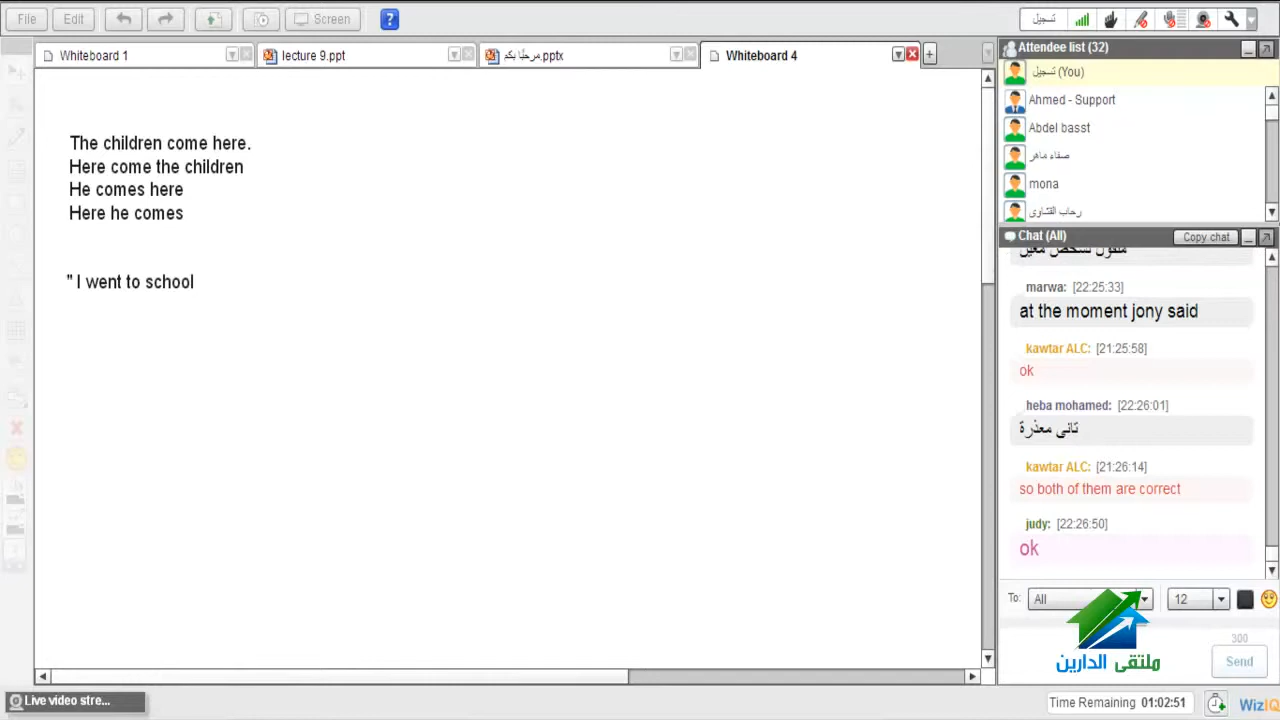 File Edit Screen ? تسجيل
Whiteboard 1 lecture 9.ppt مرحبًا بكم.pptx Whiteboard 4 +
The children come here.
Here come the children
He comes here
Here he comes
" I went to school
Attendee list (32)
تسجيل (You)
Ahmed - Support
Abdel basst
صفاء ماهر
mona
رحاب القشاوى
Chat (All) Copy chat
marwa: [22:25:33]
at the moment jony said
kawtar ALC: [21:25:58]
ok
heba mohamed: [22:26:01]
تانى معذرة
kawtar ALC: [21:26:14]
so both of them are correct
judy: [22:26:50]
ok
To: All 12
ملتقى الدارين
300
Send
Live video stre...
Time Remaining 01:02:51
WizIQ